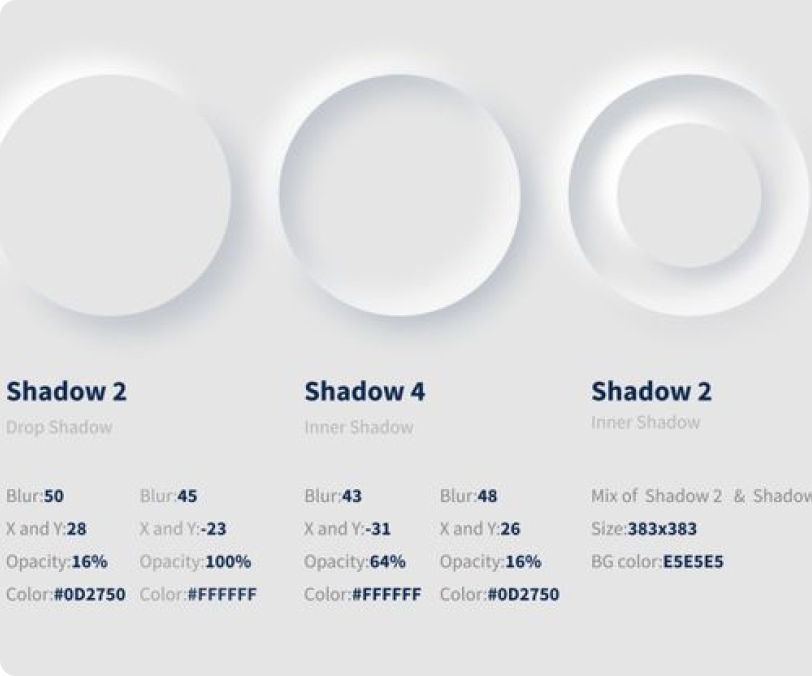 Shadow 2
Drop Shadow
Blur:50 Blur:45
X and Y:28 X and Y:-23
Opacity:16% Opacity:100%
Color:#0D2750 Color:#FFFFFF
Shadow 4
Inner Shadow
Blur:43 Blur:48
X and Y:-31 X and Y:26
Opacity:64% Opacity:16%
Color:#FFFFFF Color:#0D2750
Shadow 2
Inner Shadow
Mix of Shadow 2 & Shadow
Size:383x383
BG color:E5E5E5